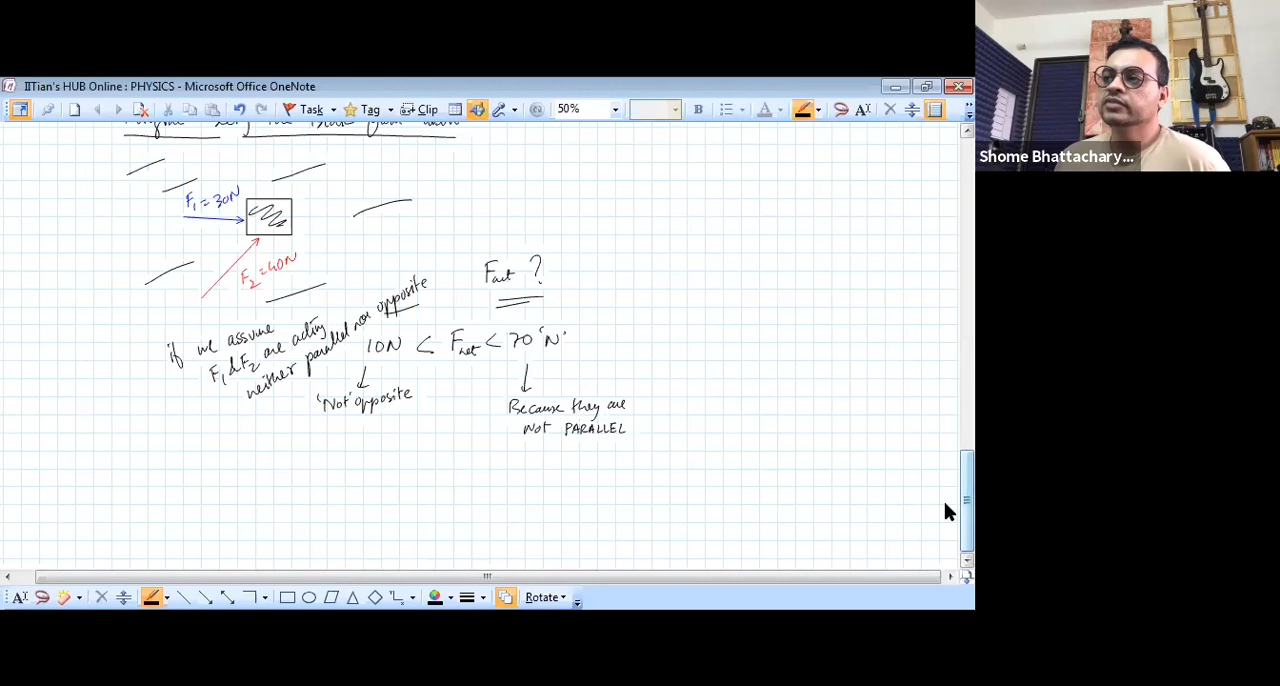 IITian's HUB Online : PHYSICS - Microsoft Office OneNote
Task Tag Clip 50% B A AI
F₁ = 30N
F₂ = 40N
Fnet ?
if we assume
F₁ & F₂ are acting
neither parallel nor opposite
10N < Fnet < 70 'N'
'Not' opposite
Because they are
NOT PARALLEL
AI Rotate
Shome Bhattachary...